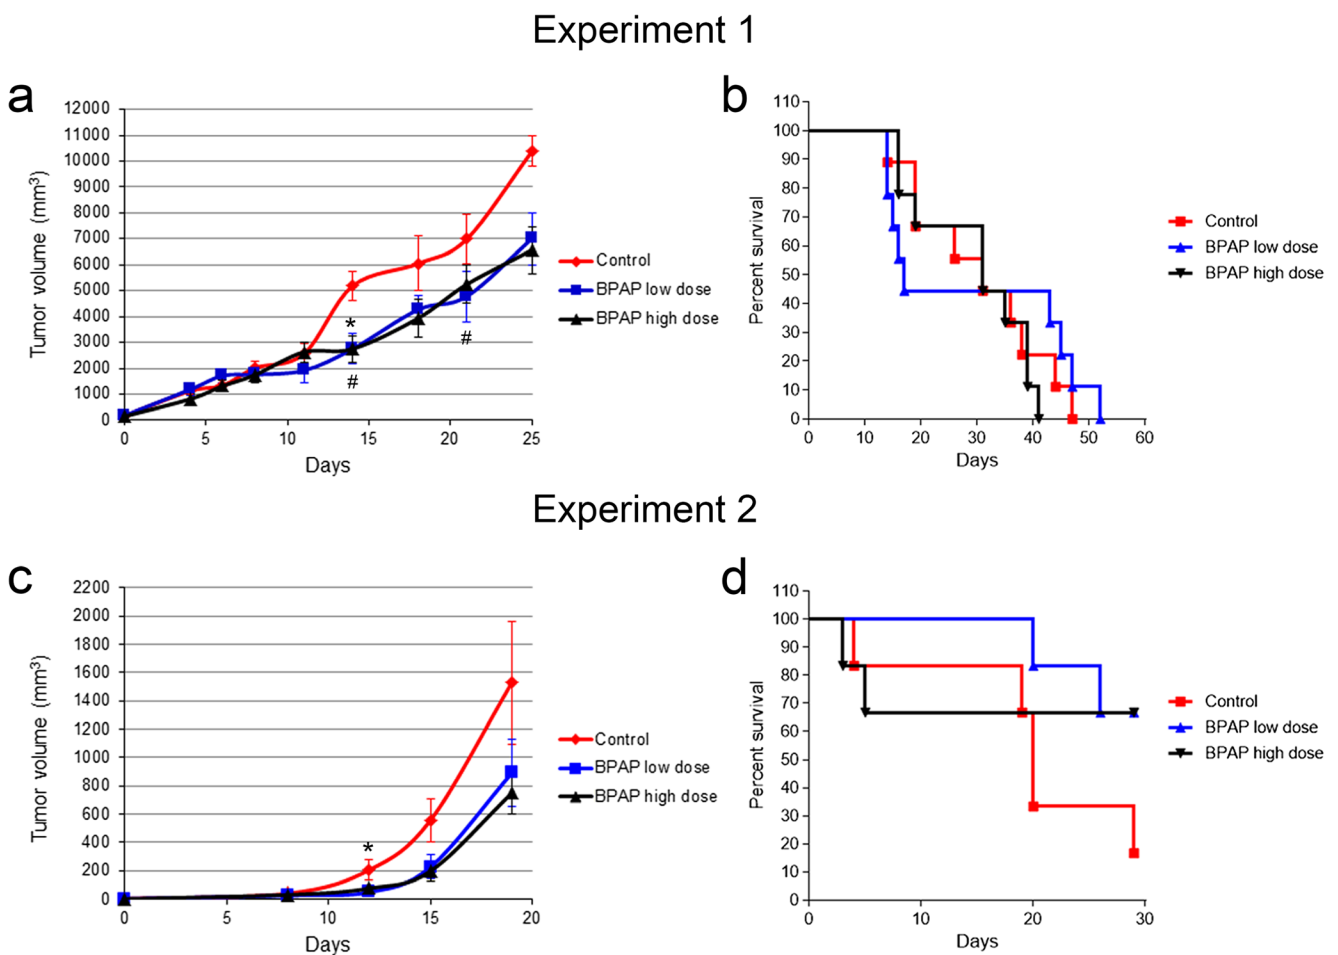 Experiment 1
a
Tumor volume (mm³)
12000
11000
10000
9000
8000
7000
6000
5000
4000
3000
2000
1000
0
*
#
#
0 5 10 15 20 25
Days
Control
BPAP low dose
BPAP high dose
b
Percent survival
110
100
90
80
70
60
50
40
30
20
10
0
0 10 20 30 40 50 60
Days
Control
BPAP low dose
BPAP high dose
Experiment 2
c
Tumor volume (mm³)
2200
2000
1800
1600
1400
1200
1000
800
600
400
200
0
*
0 5 10 15 20
Days
Control
BPAP low dose
BPAP high dose
d
Percent survival
110
100
90
80
70
60
50
40
30
20
10
0
0 10 20 30
Days
Control
BPAP low dose
BPAP high dose